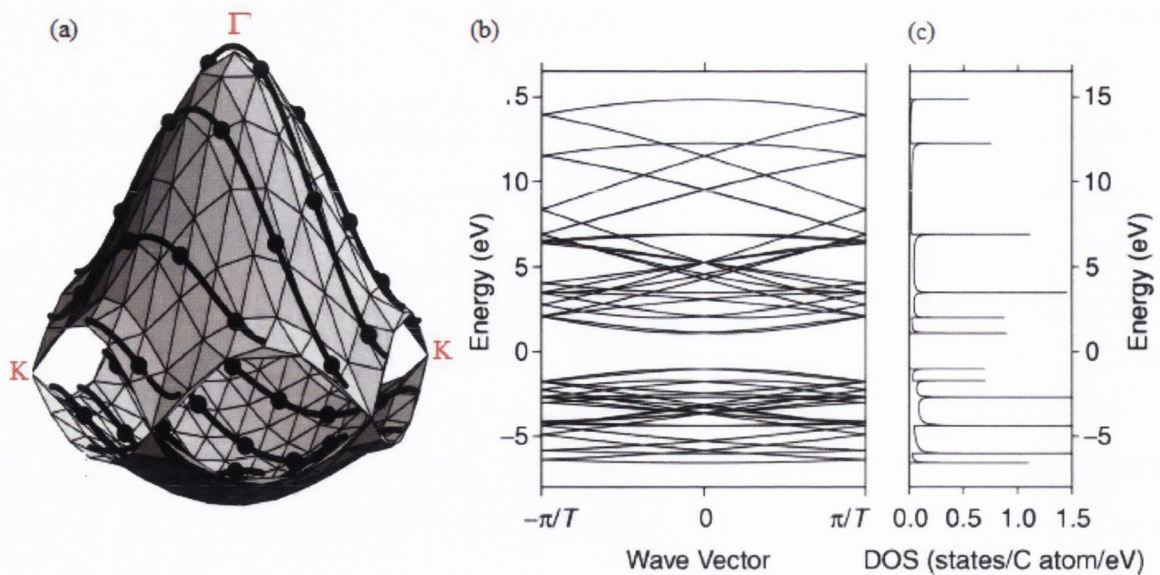 (a)
Γ
K
K
(b)
.5
10
5
0
−5
Energy (eV)
−π/T
0
π/T
Wave Vector
(c)
15
10
5
0
−5
Energy (eV)
0.0 0.5 1.0 1.5
DOS (states/C atom/eV)